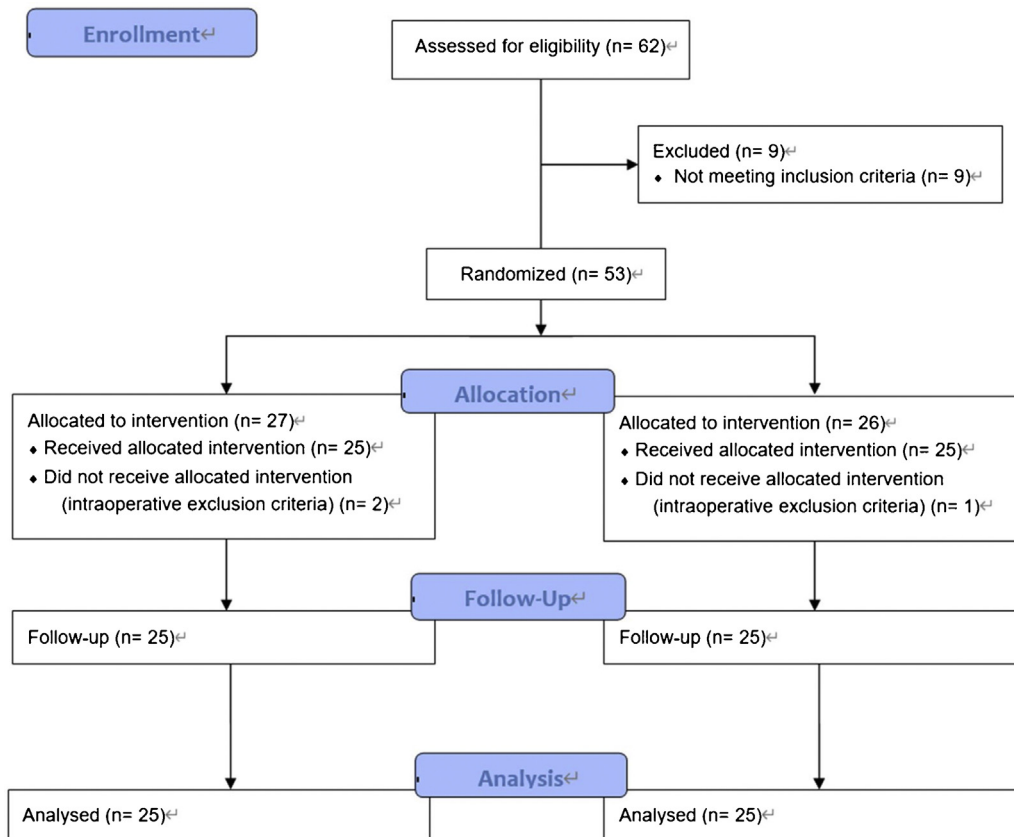 Enrollment
Assessed for eligibility (n= 62)
Excluded (n= 9)
♦ Not meeting inclusion criteria (n= 9)
Randomized (n= 53)
Allocation
Allocated to intervention (n= 27)
♦ Received allocated intervention (n= 25)
♦ Did not receive allocated intervention
(intraoperative exclusion criteria) (n= 2)
Allocated to intervention (n= 26)
♦ Received allocated intervention (n= 25)
♦ Did not receive allocated intervention
(intraoperative exclusion criteria) (n= 1)
Follow-Up
Follow-up (n= 25)
Follow-up (n= 25)
Analysis
Analysed (n= 25)
Analysed (n= 25)